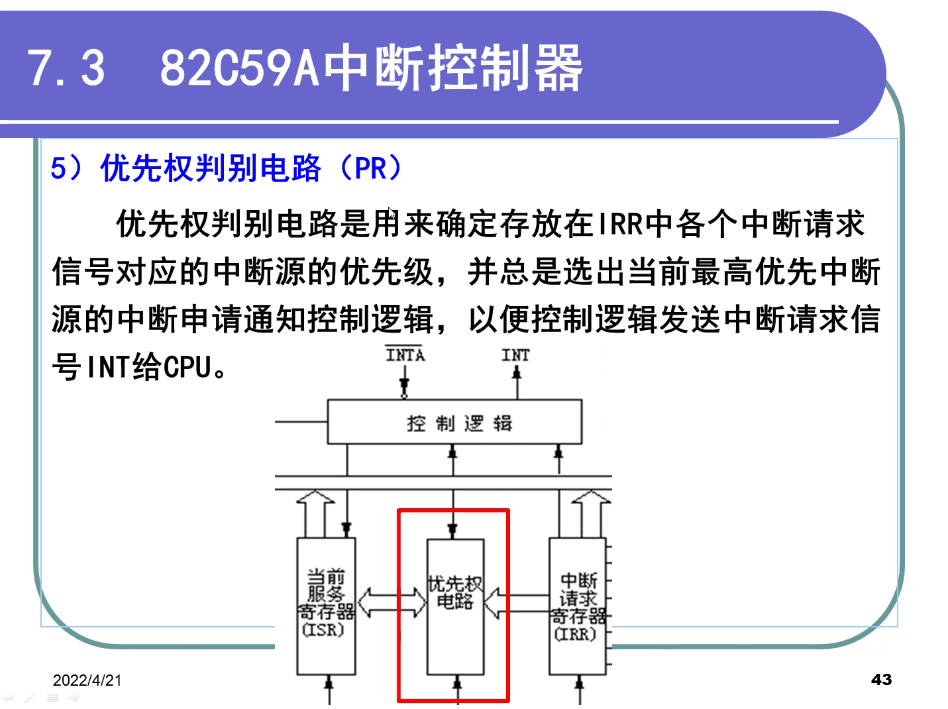 7.3 82C59A中断控制器
5）优先权判别电路（PR）
优先权判别电路是用来确定存放在IRR中各个中断请求
信号对应的中断源的优先级，并总是选出当前最高优先中断
源的中断申请通知控制逻辑，以便控制逻辑发送中断请求信
号INT给CPU。
INTA
INT
控制逻辑
当前
服务
寄存器
(ISR)
优先权
电路
中断
请求
寄存器
(IRR)
2022/4/21
43